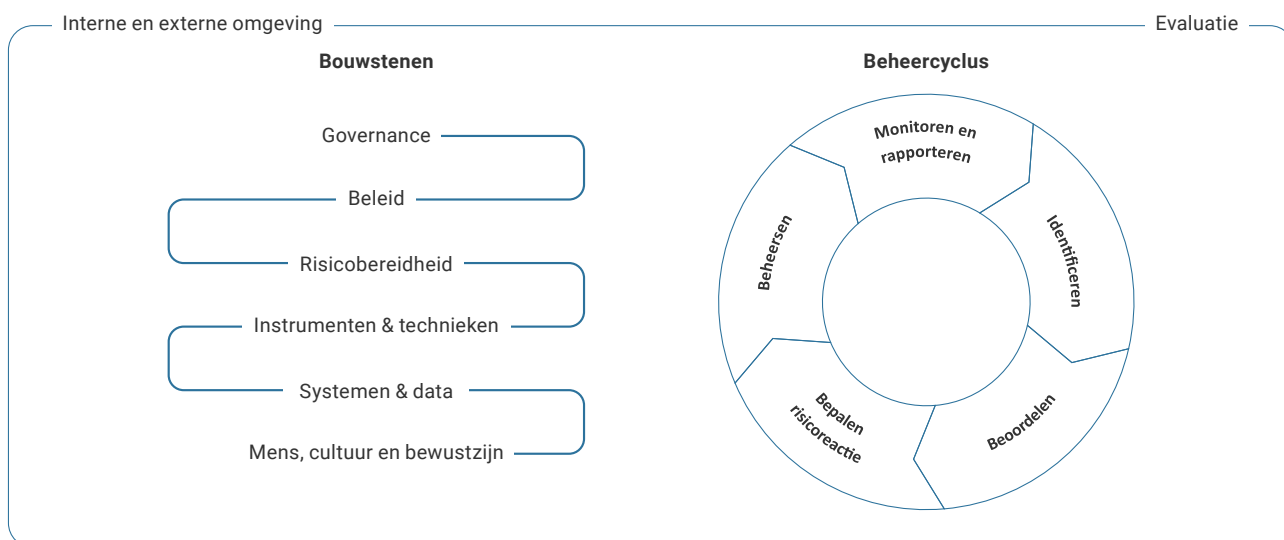 Interne en externe omgeving
Evaluatie
Bouwstenen
Governance
Beleid
Risicobereidheid
Instrumenten & technieken
Systemen & data
Mens, cultuur en bewustzijn
Beheercyclus
Monitoren en
rapporteren
Identificeren
Beoordelen
Bepalen
risicoreactie
Beheersen